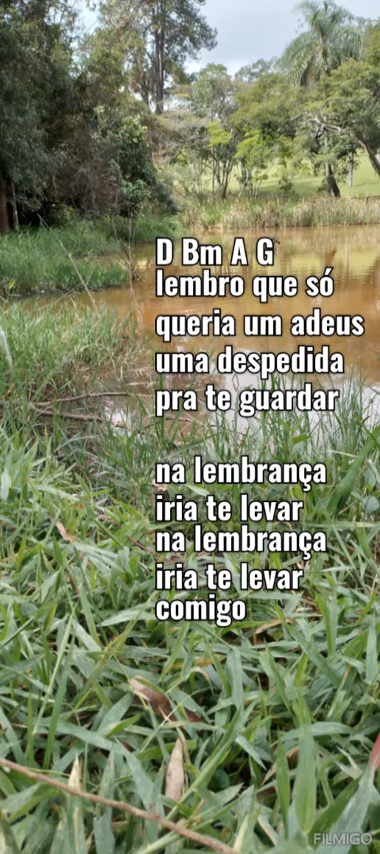 D Bm A G
lembro que só
queria um adeus
uma despedida
pra te guardar
na lembrança
iria te levar
na lembrança
iria te levar
comigo
FILMIGO